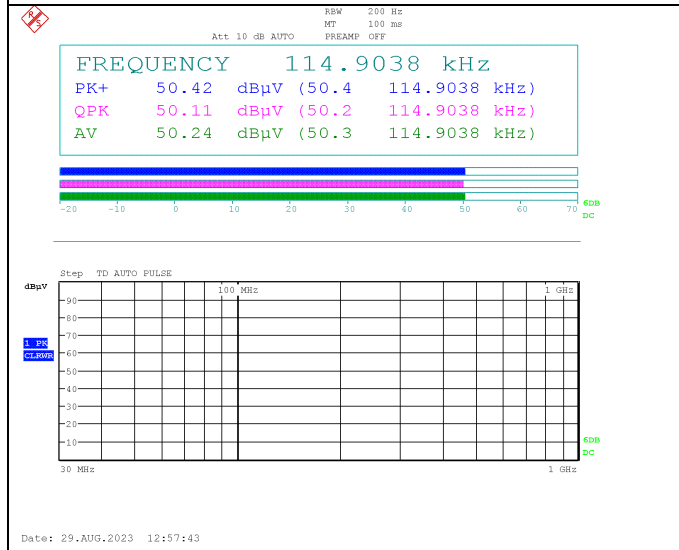 R S
RBW 200 Hz
MT 100 ms
Att 10 dB AUTO PREAMP OFF
FREQUENCY 114.9038 kHz
PK+ 50.42 dBµV (50.4 114.9038 kHz)
QPK 50.11 dBµV (50.2 114.9038 kHz)
AV 50.24 dBµV (50.3 114.9038 kHz)
-20 -10 0 10 20 30 40 50 60 70
6DB
DC
Step TD AUTO PULSE
dBµV
100 MHz 1 GHz
90
80
70
1 PK
60
CLRWR
50
40
30
20
10
6DB
DC
30 MHz 1 GHz
Date: 29.AUG.2023 12:57:43